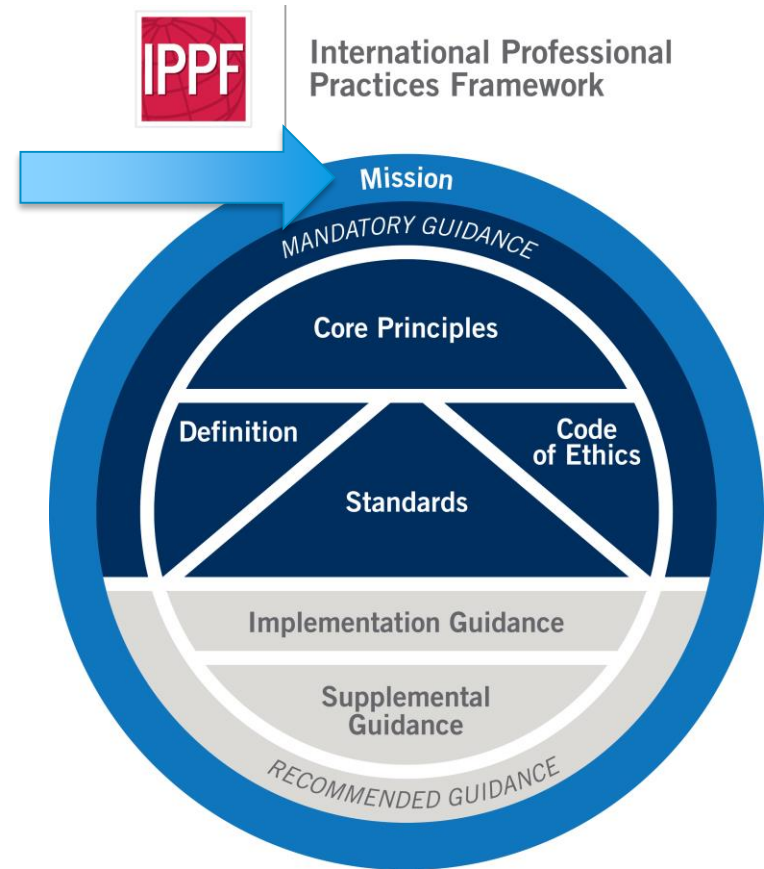 IPPF
International Professional
Practices Framework
Mission
MANDATORY GUIDANCE
Core Principles
Definition
Code
of Ethics
Standards
Implementation Guidance
Supplemental
Guidance
RECOMMENDED GUIDANCE